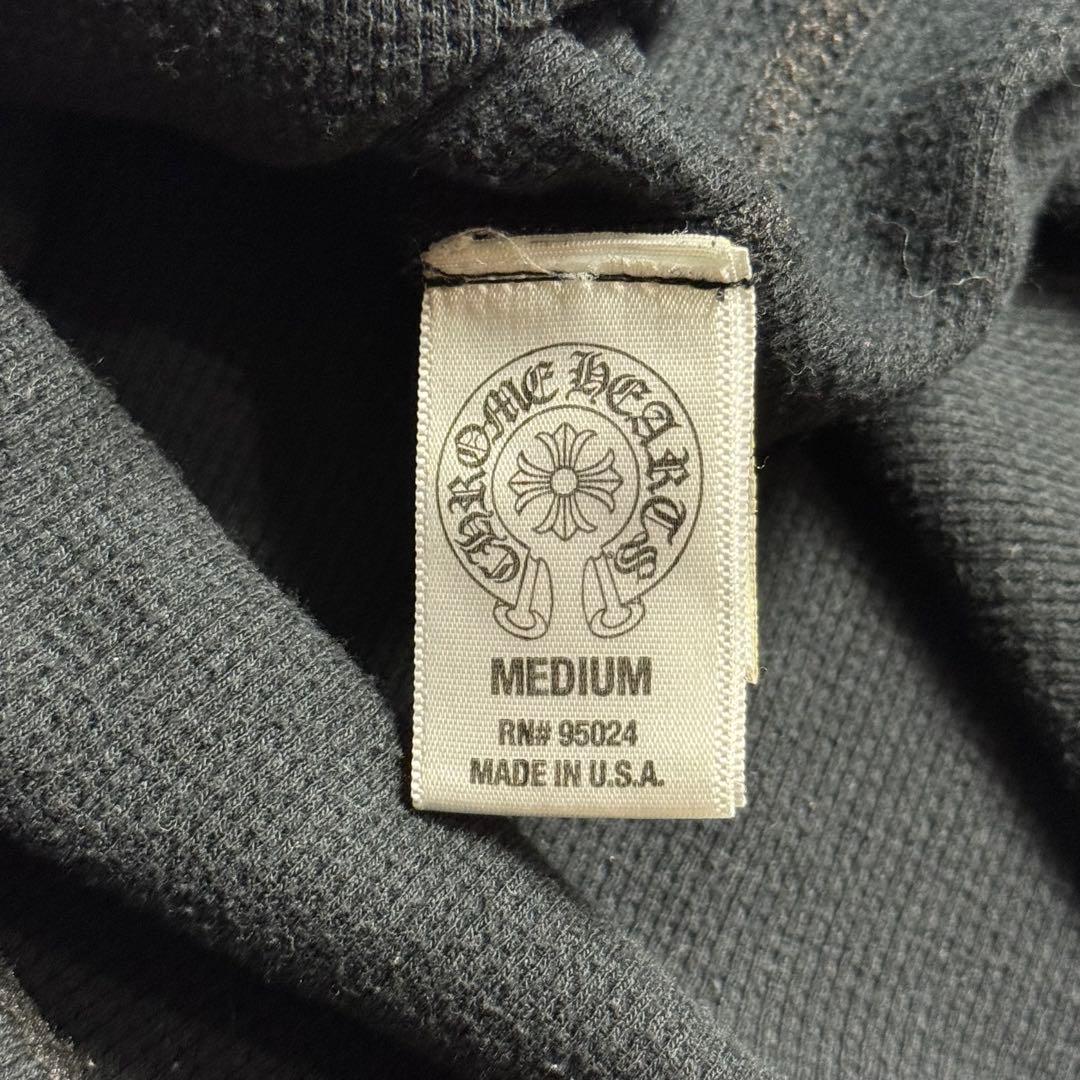 CHROME HEARTS
MEDIUM
RN# 95024
MADE IN U.S.A.